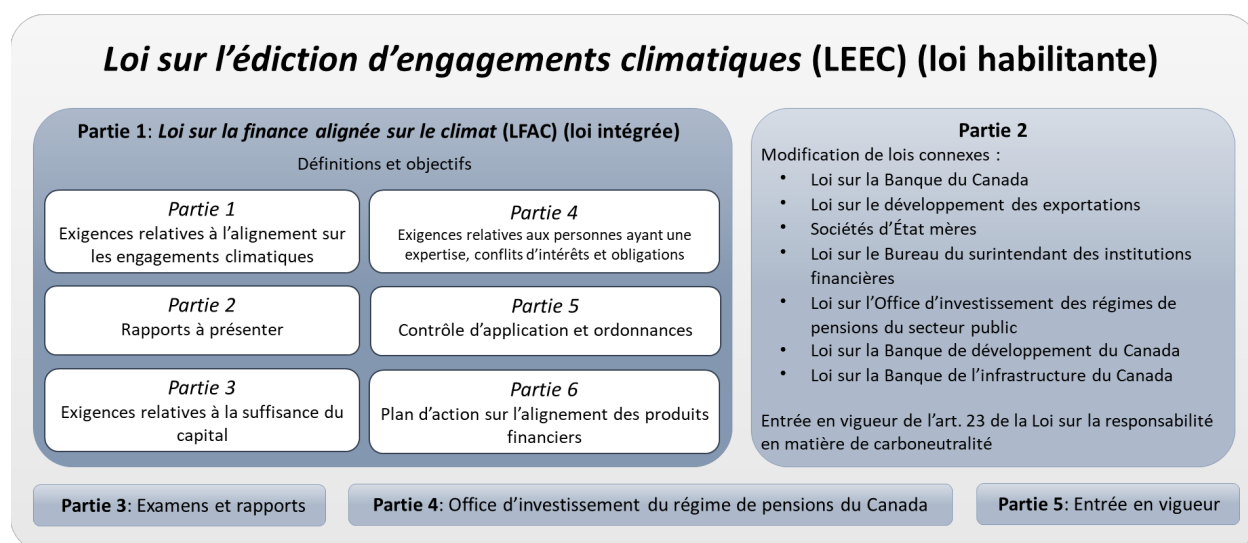 Loi sur l’édiction d’engagements climatiques (LEEC) (loi habilitante)
Partie 1: Loi sur la finance alignée sur le climat (LFAC) (loi intégrée)
Définitions et objectifs
Partie 1
Exigences relatives à l’alignement sur
les engagements climatiques
Partie 2
Rapports à présenter
Partie 3
Exigences relatives à la suffisance du
capital
Partie 4
Exigences relatives aux personnes ayant une
expertise, conflits d’intérêts et obligations
Partie 5
Contrôle d’application et ordonnances
Partie 6
Plan d’action sur l’alignement des produits
financiers
Partie 2
Modification de lois connexes :
• Loi sur la Banque du Canada
• Loi sur le développement des exportations
• Sociétés d’État mères
• Loi sur le Bureau du surintendant des institutions
financières
• Loi sur l’Office d’investissement des régimes de
pensions du secteur public
• Loi sur la Banque de développement du Canada
• Loi sur la Banque de l’infrastructure du Canada
Entrée en vigueur de l’art. 23 de la Loi sur la responsabilité
en matière de carboneutralité
Partie 3: Examens et rapports
Partie 4: Office d’investissement du régime de pensions du Canada
Partie 5: Entrée en vigueur